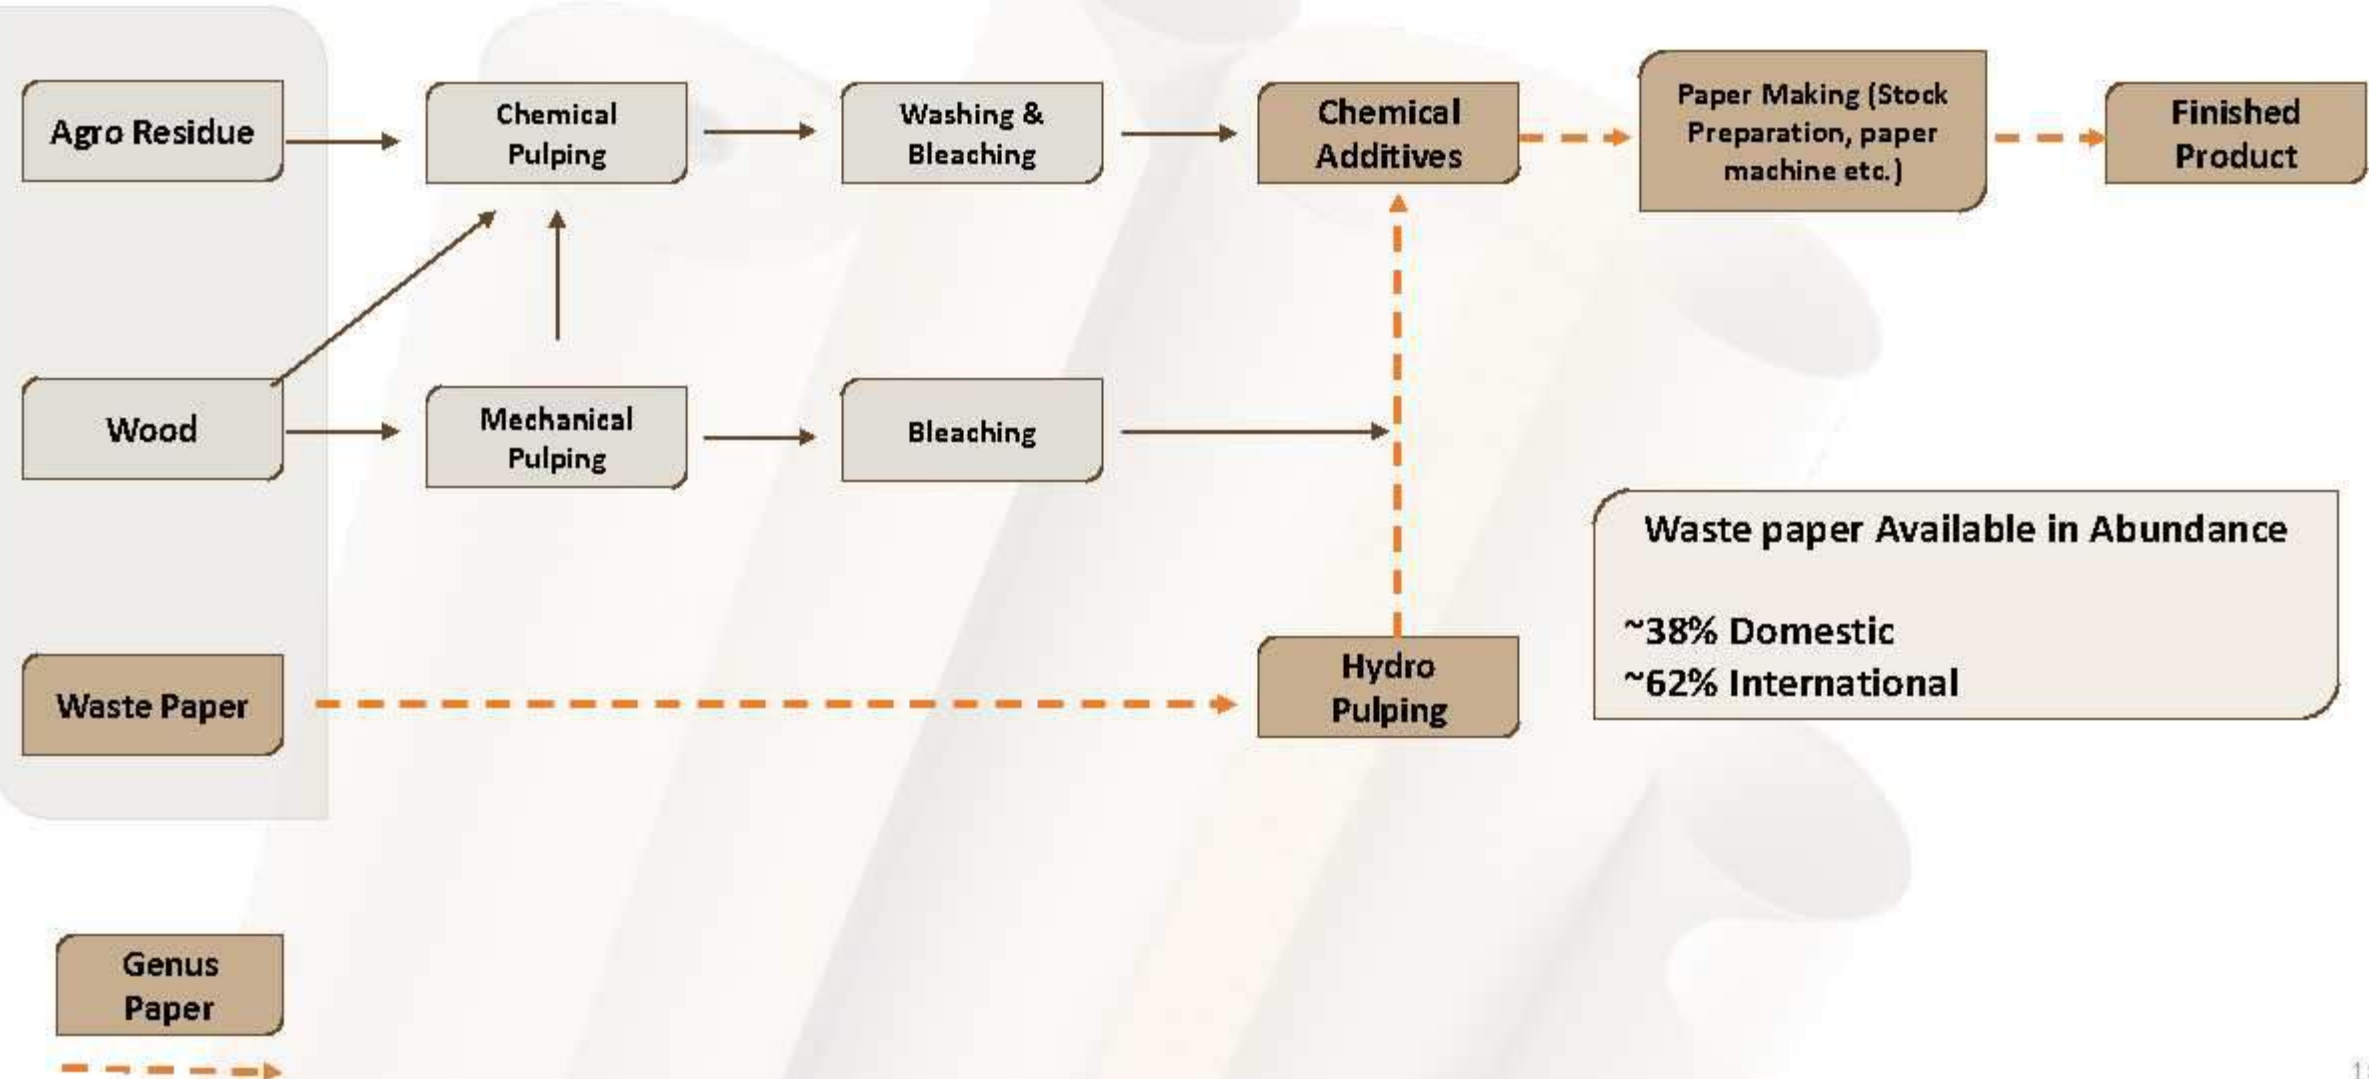 Agro Residue
Chemical
Pulping
Washing &
Bleaching
Chemical
Additives
Paper Making (Stock
Preparation, paper
machine etc.)
Finished
Product
Wood
Mechanical
Pulping
Bleaching
Waste paper Available in Abundance
~38% Domestic
~62% International
Waste Paper
Hydro
Pulping
Genus
Paper